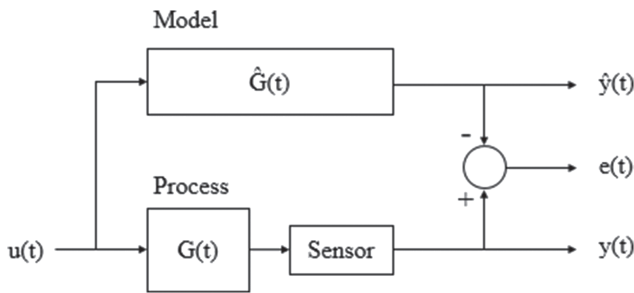 Model
Ĝ(t)
ŷ(t)
-
e(t)
+
Process
u(t)
G(t)
Sensor
y(t)